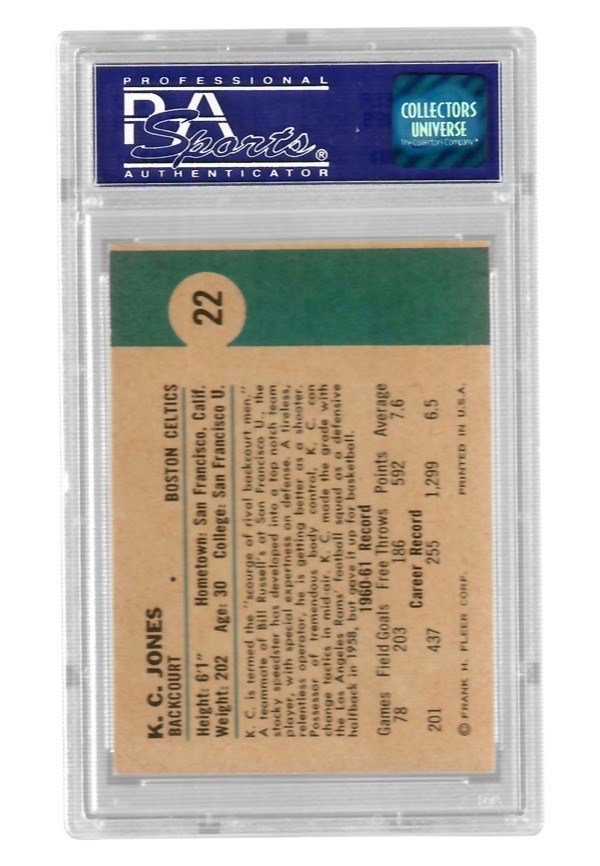 PROFESSIONAL
PSA
Sports®
AUTHENTICATOR
COLLECTORS
UNIVERSE
The Collectors Company™
22
K. C. JONES
BACKCOURT BOSTON CELTICS
Height: 6'1" Hometown: San Francisco, Calif.
Weight: 202 Age: 30 College: San Francisco U.
K. C. is termed the "scourge of rival backcourt men."
A teammate of Bill Russell's at San Francisco U., the
stocky speedster has developed into a top notch team
player, with special expertness on defense. A tireless,
relentless operator, he is getting better as a shooter.
Possessor of tremendous body control, K. C. can
change tactics in mid-air. K. C. made the grade with
the Los Angeles Rams' football squad as a defensive
halfback in 1958, but gave it up for basketball.
1960-61 Record
Games Field Goals Free Throws Points Average
78 203 186 592 7.6
Career Record
201 437 255 1,299 6.5
© FRANK H. FLEER CORP. PRINTED IN U.S.A.